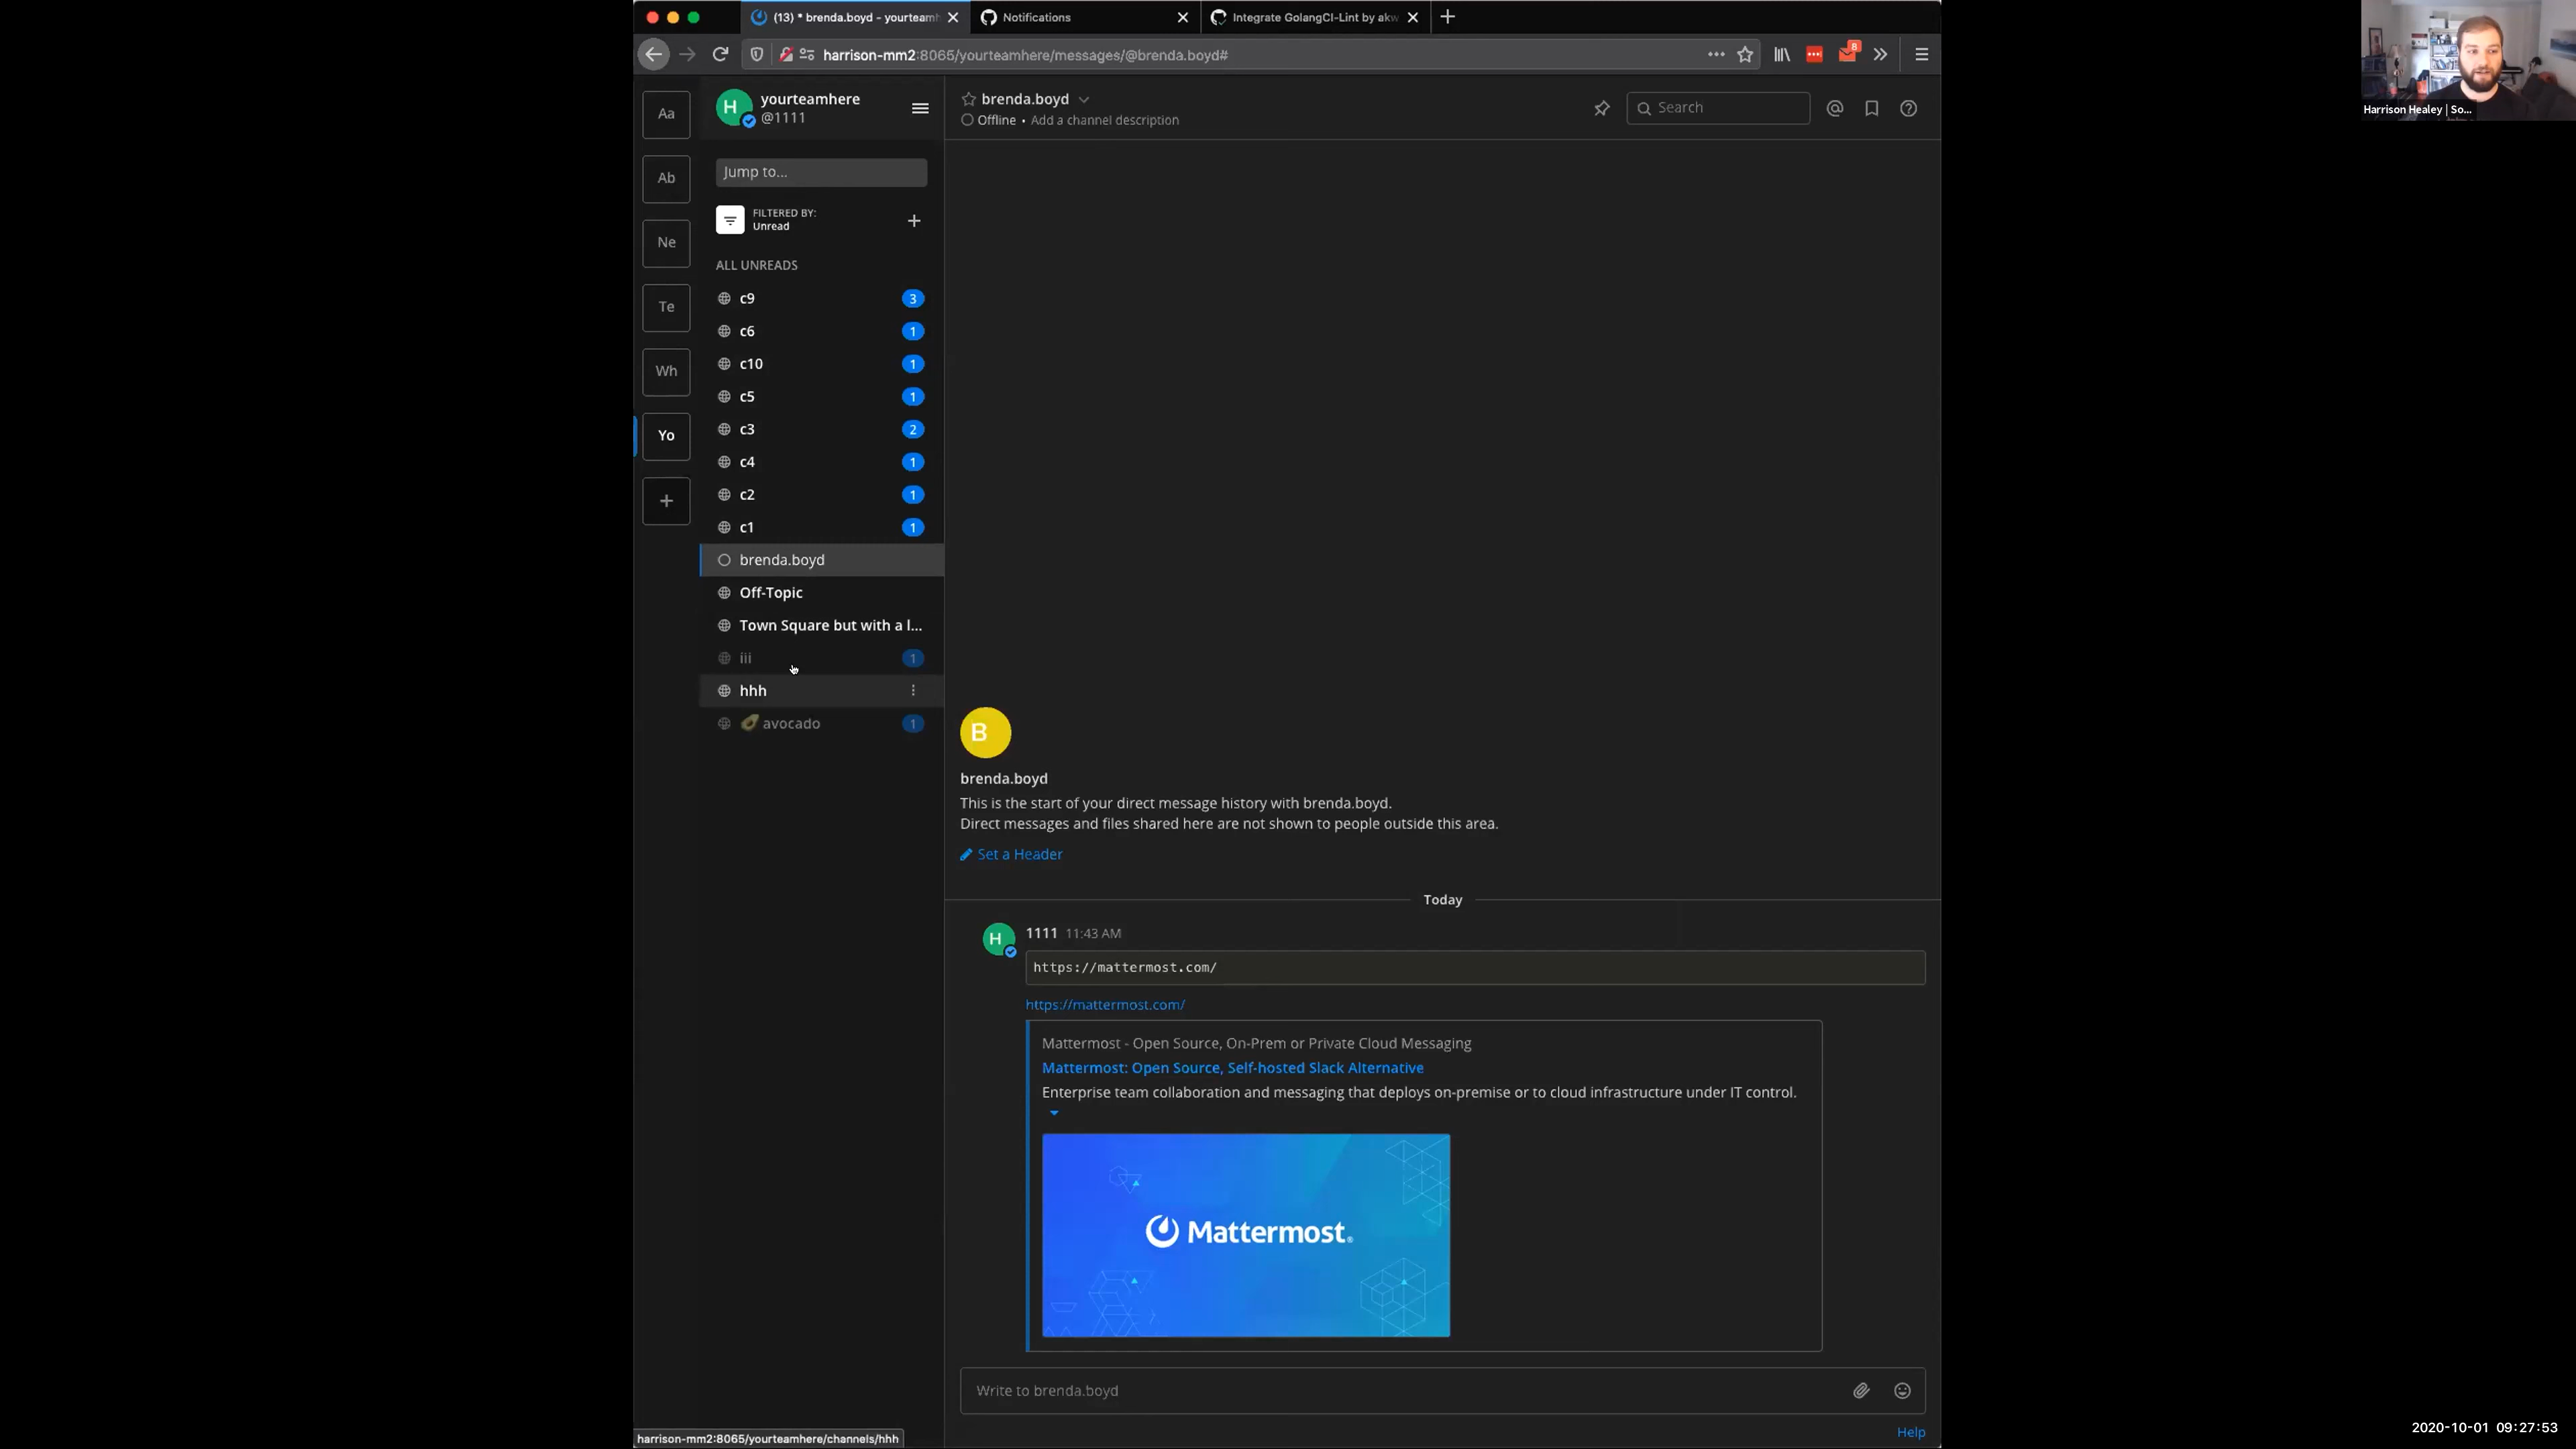 (13) * brenda.boyd - yourteamh
Notifications
Integrate GolangCI-Lint by akw
harrison-mm2:8065/yourteamhere/messages/@brenda.boyd#
8
Harrison Healey | So...
Aa
Ab
Ne
Te
Wh
Yo
+
H
yourteamhere
@1111
Jump to...
FILTERED BY:
Unread
ALL UNREADS
c9 3
c6 1
c10 1
c5 1
c3 2
c4 1
c2 1
c1 1
brenda.boyd
Off-Topic
Town Square but with a l...
iii 1
hhh
avocado 1
brenda.boyd
Offline • Add a channel description
Search
B
brenda.boyd
This is the start of your direct message history with brenda.boyd.
Direct messages and files shared here are not shown to people outside this area.
Set a Header
Today
H
1111 11:43 AM
https://mattermost.com/
https://mattermost.com/
Mattermost - Open Source, On-Prem or Private Cloud Messaging
Mattermost: Open Source, Self-hosted Slack Alternative
Enterprise team collaboration and messaging that deploys on-premise or to cloud infrastructure under IT control.
Mattermost®
Write to brenda.boyd
Help
harrison-mm2:8065/yourteamhere/channels/hhh
2020-10-01 09:27:53